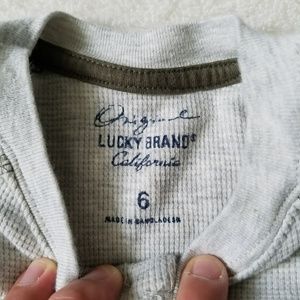 Original
LUCKY BRAND®
California
6
MADE IN BANGLADESH